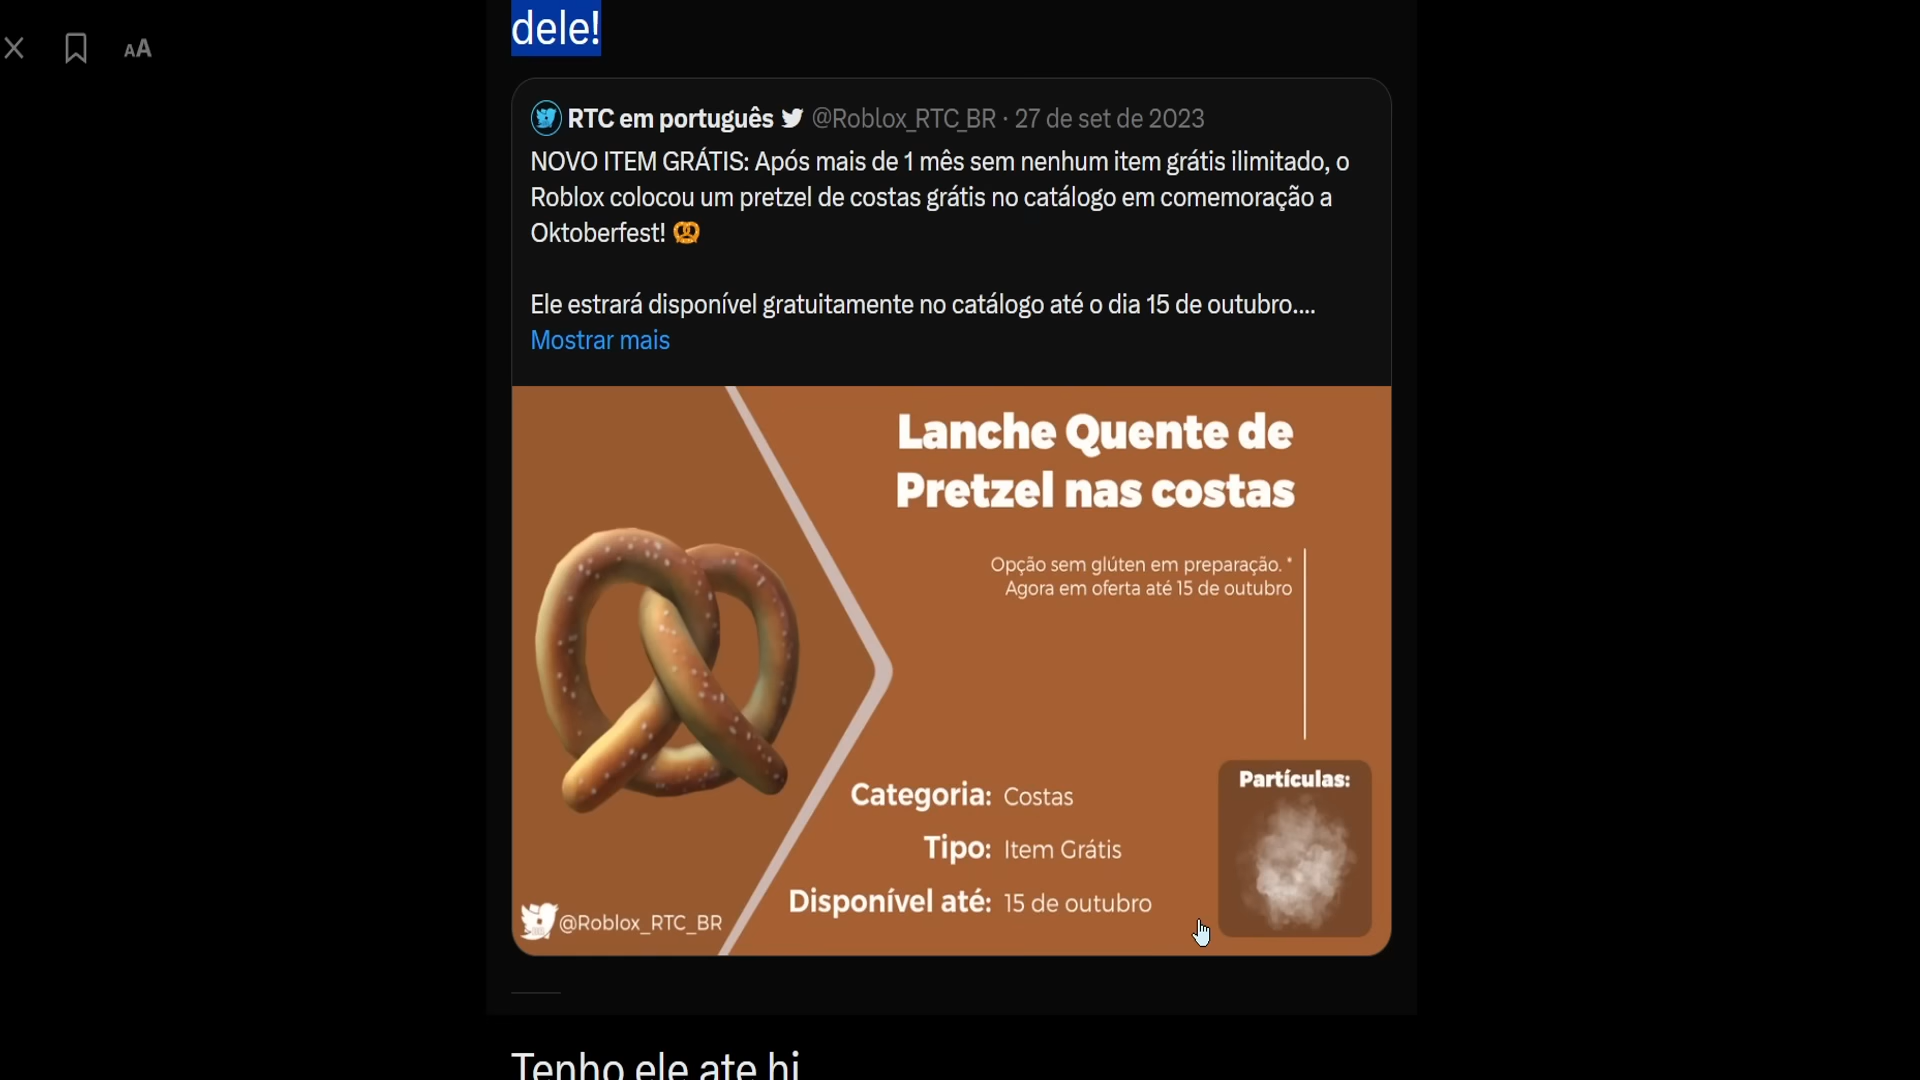 dele!
AA
RTC em português @Roblox_RTC_BR · 27 de set de 2023
NOVO ITEM GRÁTIS: Após mais de 1 mês sem nenhum item grátis ilimitado, o
Roblox colocou um pretzel de costas grátis no catálogo em comemoração a
Oktoberfest! 🥨
Ele estrará disponível gratuitamente no catálogo até o dia 15 de outubro....
Mostrar mais
Lanche Quente de
Pretzel nas costas
Opção sem glúten em preparação. *
Agora em oferta até 15 de outubro
Partículas:
Categoria: Costas
Tipo: Item Grátis
Disponível até: 15 de outubro
@Roblox_RTC_BR
Tenho ele ate hj